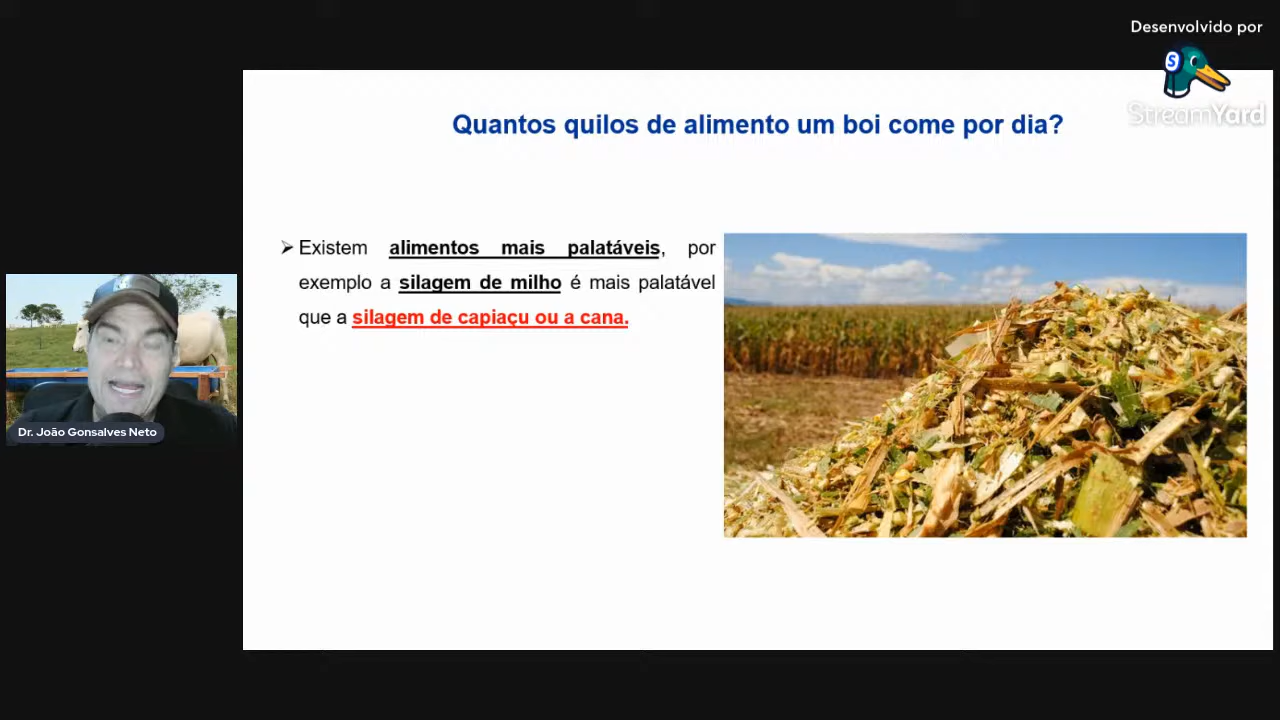 Desenvolvido por
StreamYard
Quantos quilos de alimento um boi come por dia?
➢ Existem alimentos mais palatáveis, por
exemplo a silagem de milho é mais palatável
que a silagem de capiaçu ou a cana.
Dr. João Gonsalves Neto